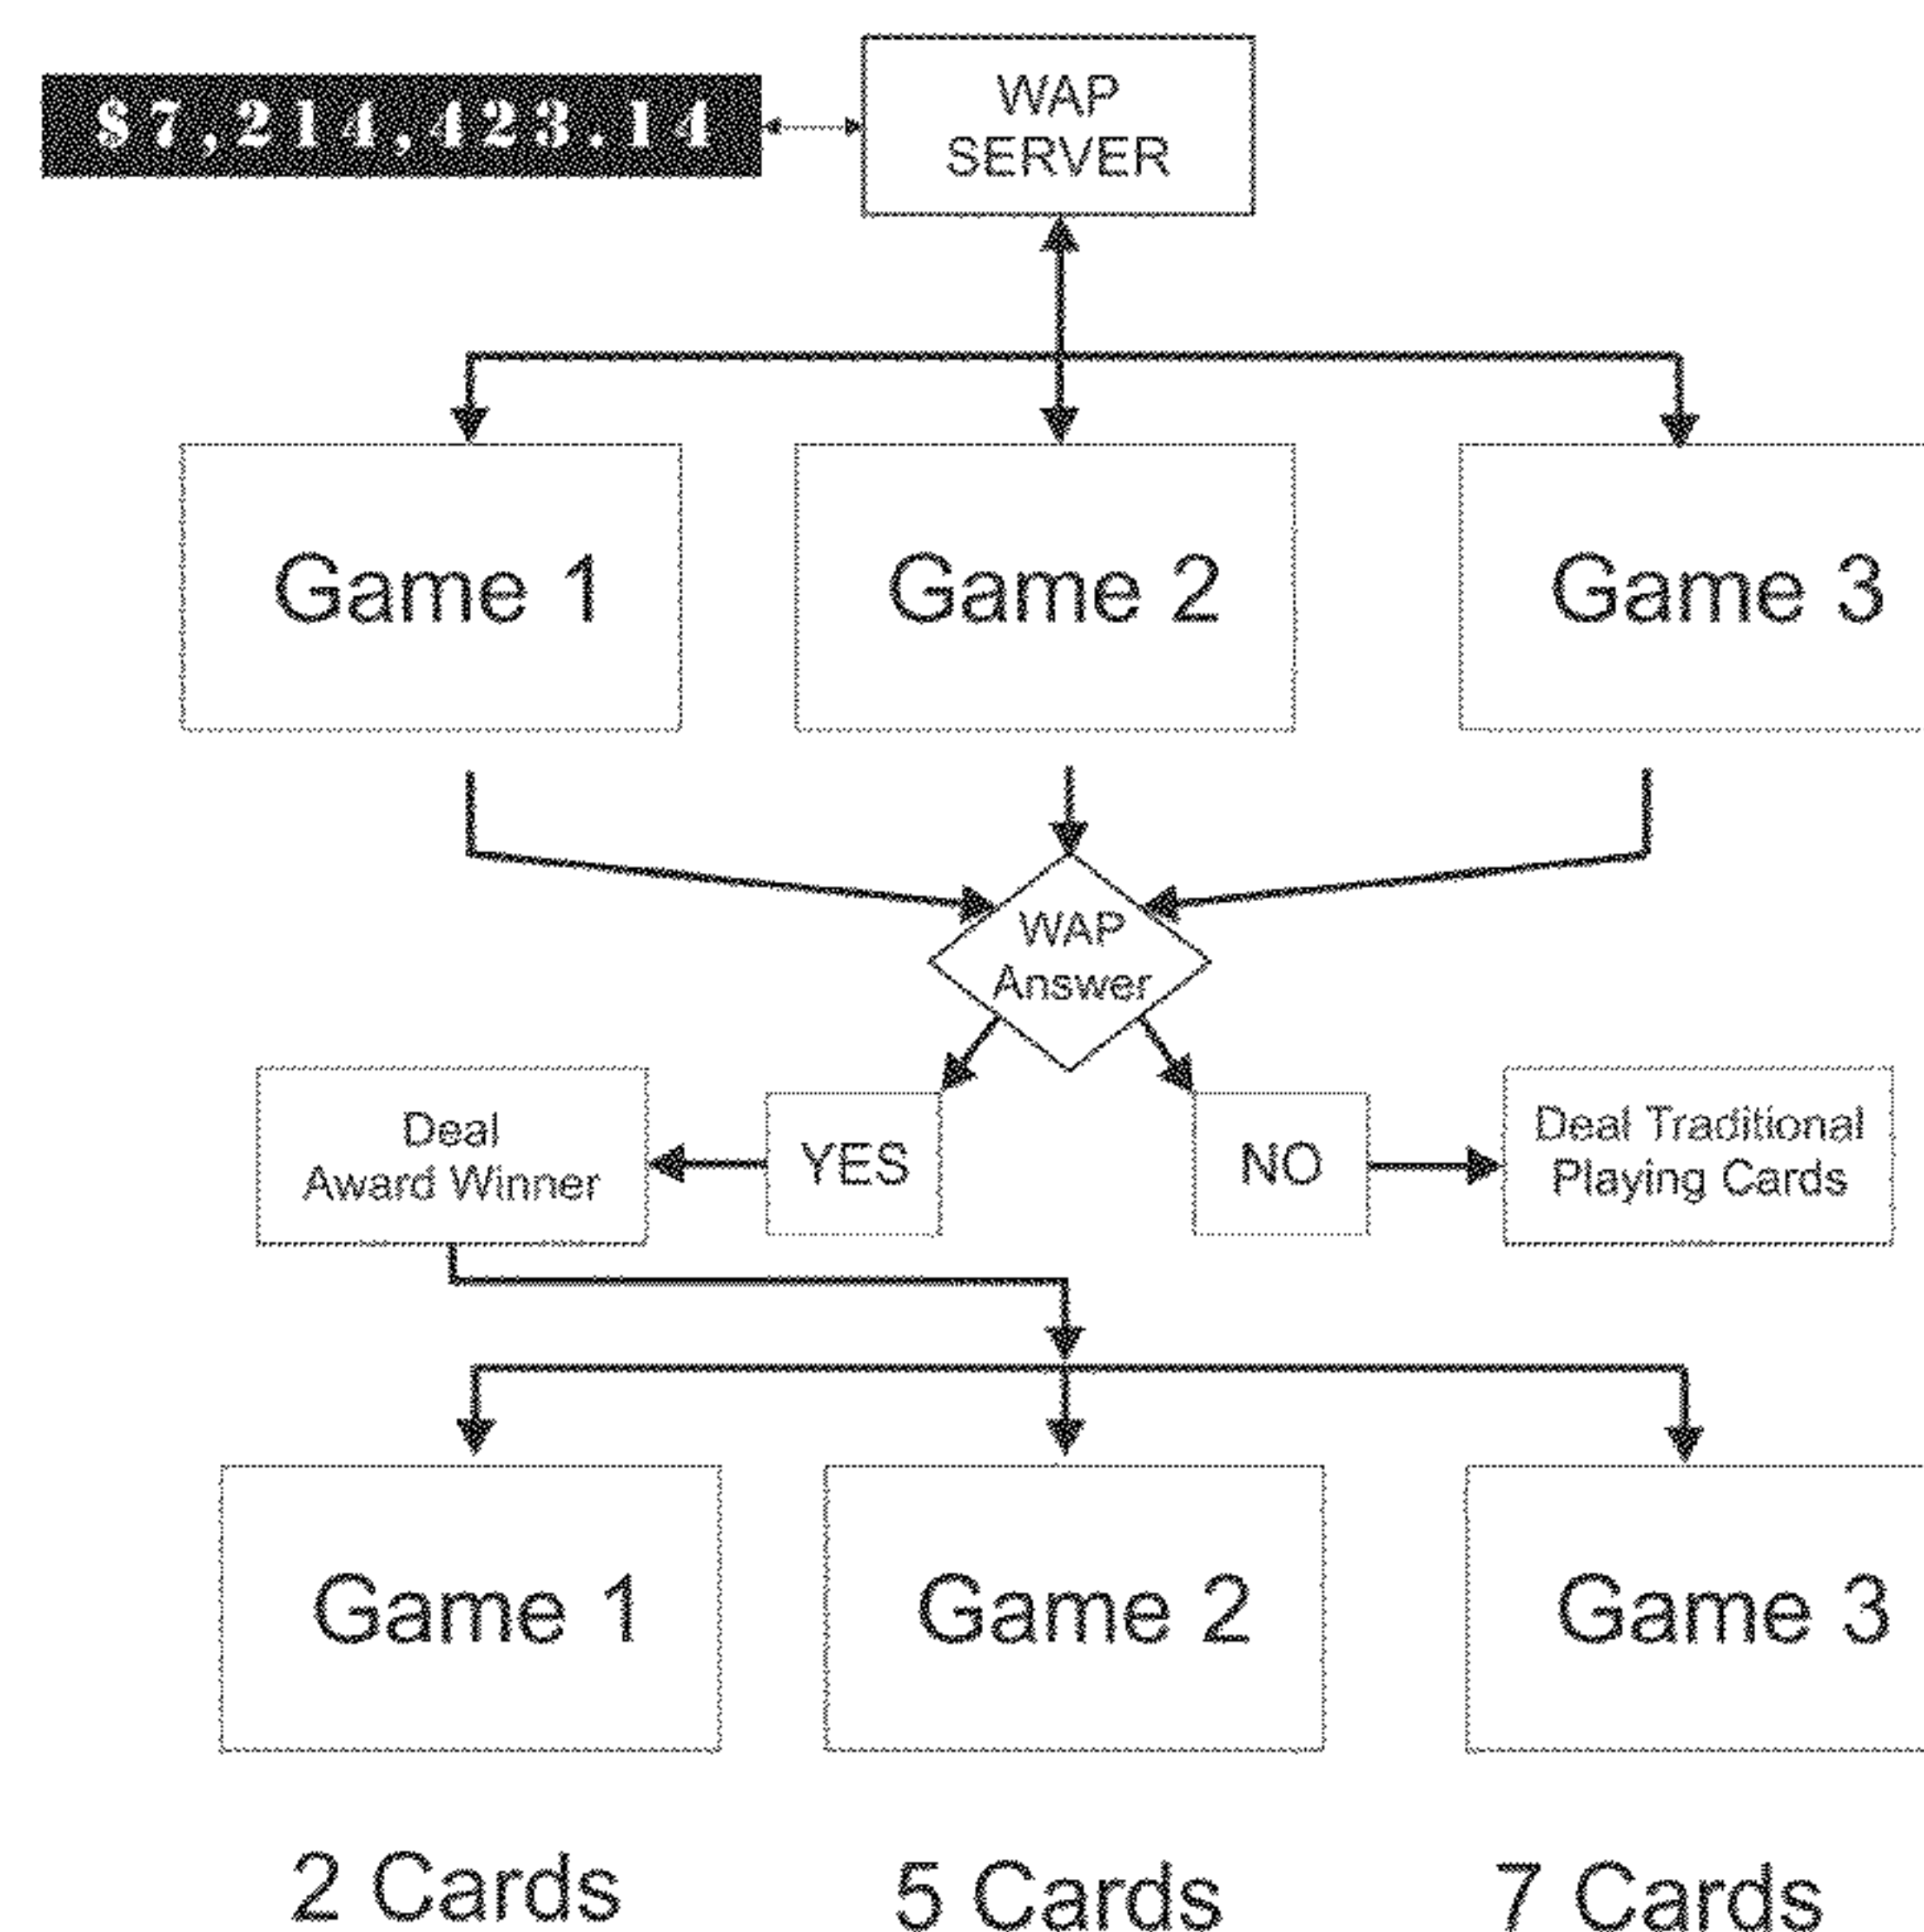 $7,214,423.14
WAP
SERVER
Game 1
Game 2
Game 3
WAP
Answer
Deal
Award Winner
YES
NO
Deal Traditional
Playing Cards
Game 1
Game 2
Game 3
2 Cards
5 Cards
7 Cards